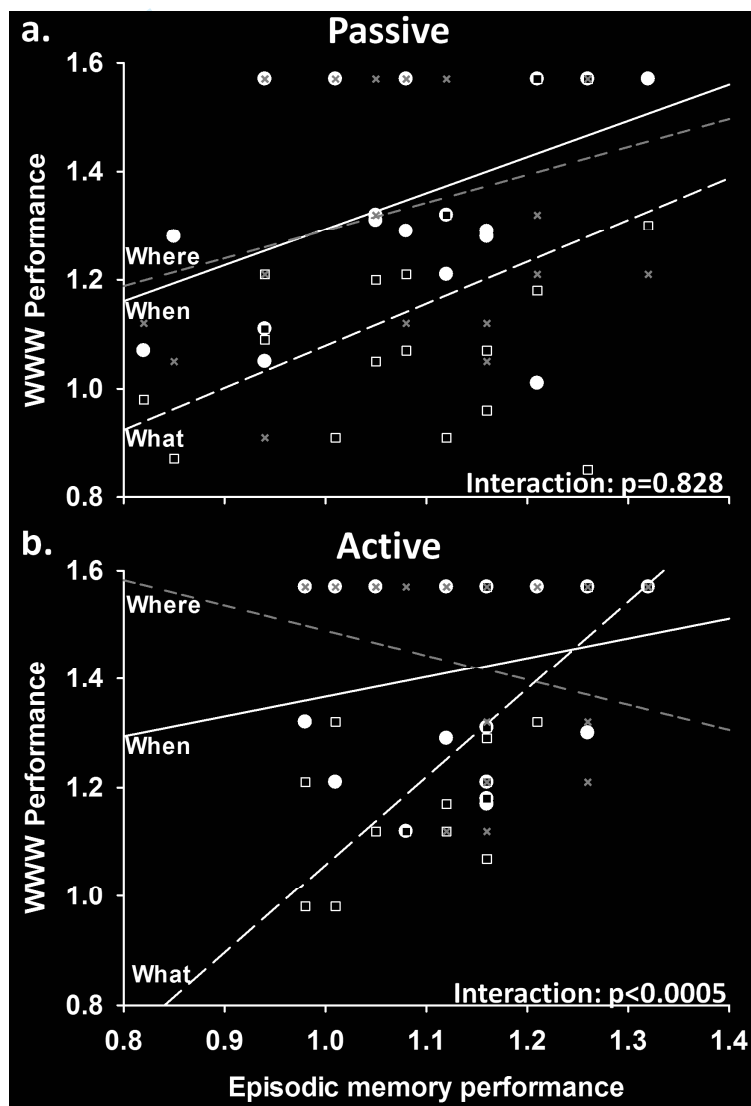 a.
Passive
1.6
1.4
1.2
1.0
0.8
WWW Performance
Where
When
What
Interaction: p=0.828
b.
Active
1.6
1.4
1.2
1.0
0.8
WWW Performance
Where
When
What
Interaction: p<0.0005
0.8 0.9 1.0 1.1 1.2 1.3 1.4
Episodic memory performance